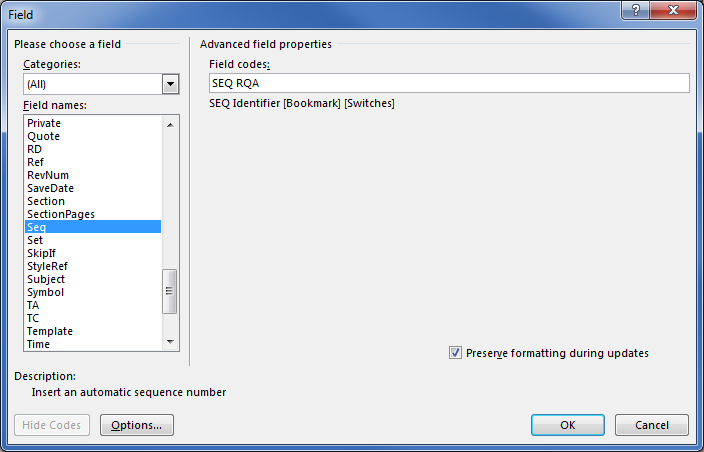 Field
Please choose a field
Categories:
(All)
Field names:
Private
Quote
RD
Ref
RevNum
SaveDate
Section
SectionPages
Seq
Set
SkipIf
StyleRef
Subject
Symbol
TA
TC
Template
Time
Advanced field properties
Field codes:
SEQ RQA
SEQ Identifier [Bookmark] [Switches]
Preserve formatting during updates
Description:
Insert an automatic sequence number
Hide Codes
Options...
OK
Cancel